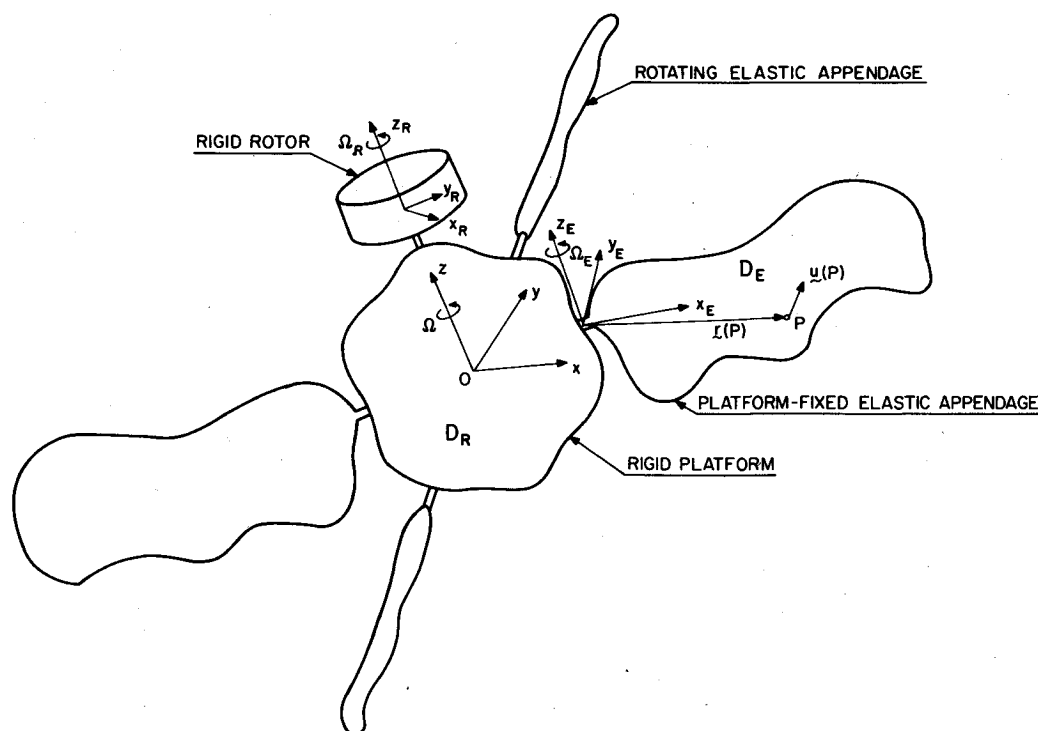 ROTATING ELASTIC APPENDAGE
RIGID ROTOR
Ω_R
z_R
y_R
x_R
z_E
Ω_E
y_E
D_E
u(P)
x_E
P
r(P)
z
y
Ω
O
x
PLATFORM-FIXED ELASTIC APPENDAGE
D_R
RIGID PLATFORM